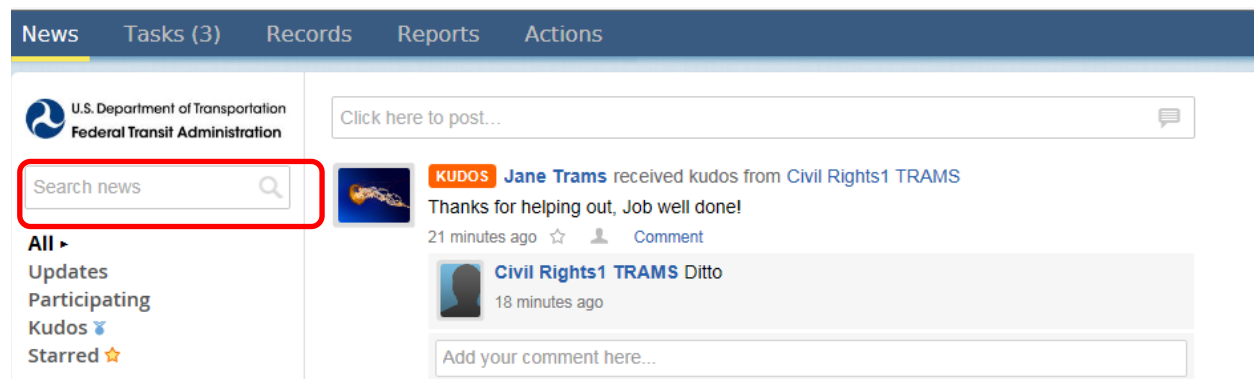 News Tasks (3) Records Reports Actions
U.S. Department of Transportation
Federal Transit Administration
Search news
All ▸
Updates
Participating
Kudos
Starred
Click here to post...
KUDOS Jane Trams received kudos from Civil Rights1 TRAMS
Thanks for helping out, Job well done!
21 minutes ago Comment
Civil Rights1 TRAMS Ditto
18 minutes ago
Add your comment here...